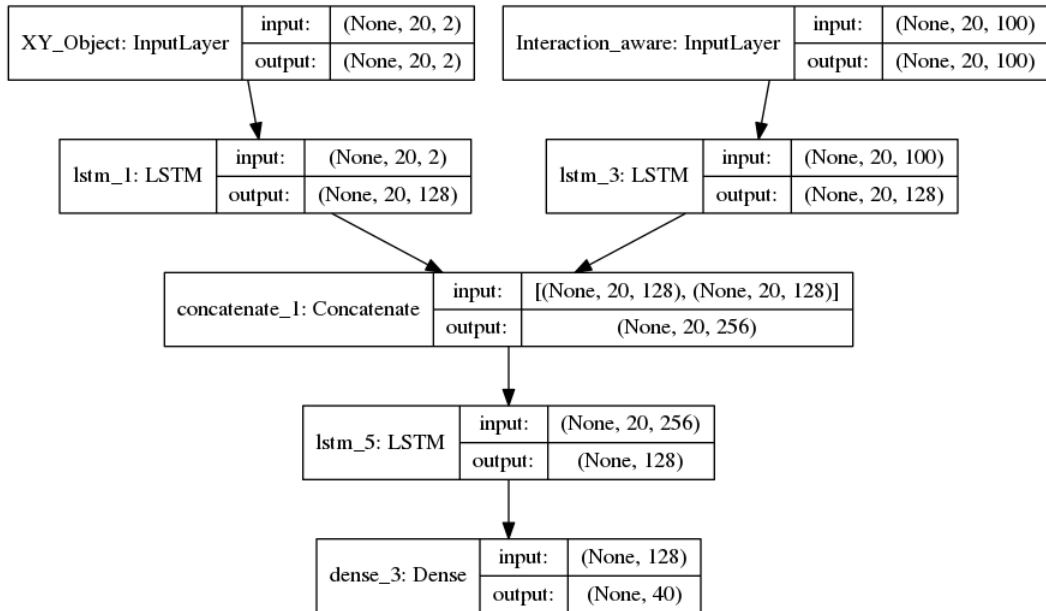 XY_Object: InputLayer
input: (None, 20, 2)
output: (None, 20, 2)
Interaction_aware: InputLayer
input: (None, 20, 100)
output: (None, 20, 100)
lstm_1: LSTM
input: (None, 20, 2)
output: (None, 20, 128)
lstm_3: LSTM
input: (None, 20, 100)
output: (None, 20, 128)
concatenate_1: Concatenate
input: [(None, 20, 128), (None, 20, 128)]
output: (None, 20, 256)
lstm_5: LSTM
input: (None, 20, 256)
output: (None, 128)
dense_3: Dense
input: (None, 128)
output: (None, 40)